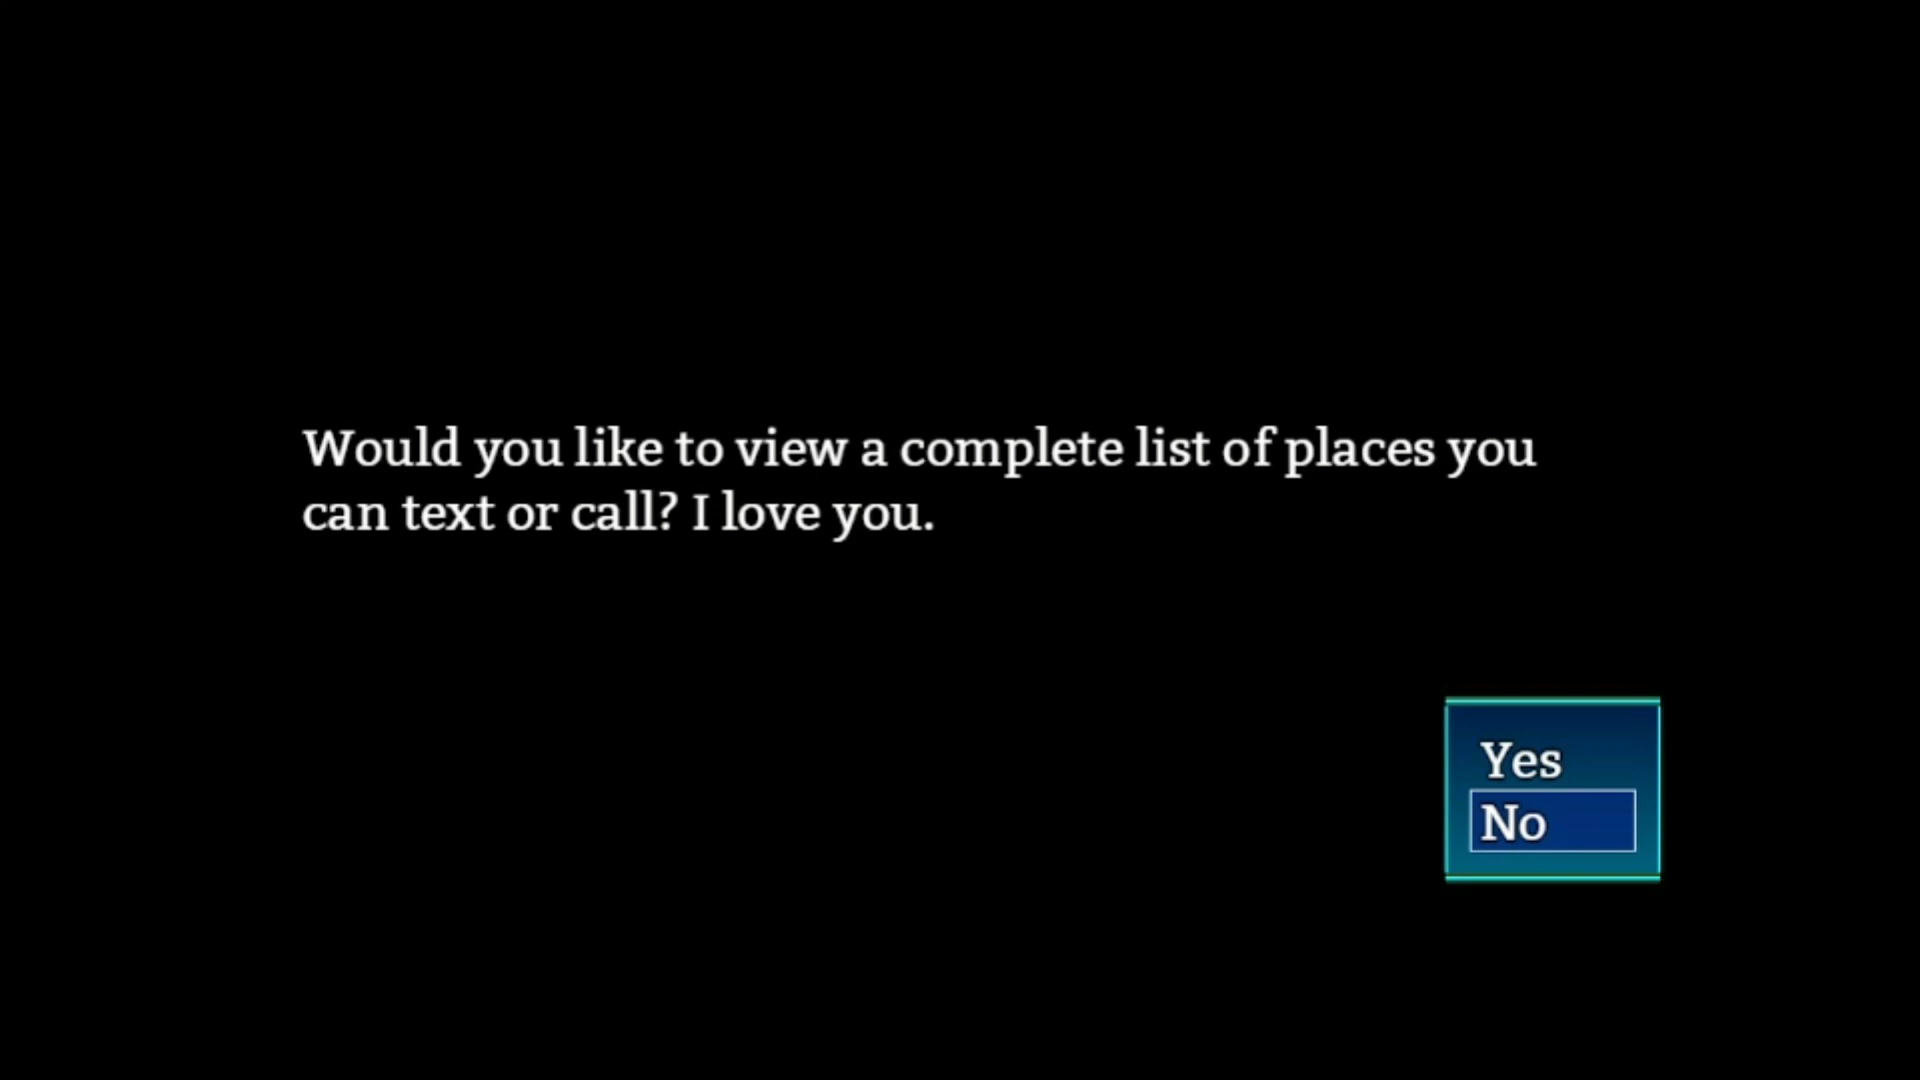 Would you like to view a complete list of places you
can text or call? I love you.
Yes
No